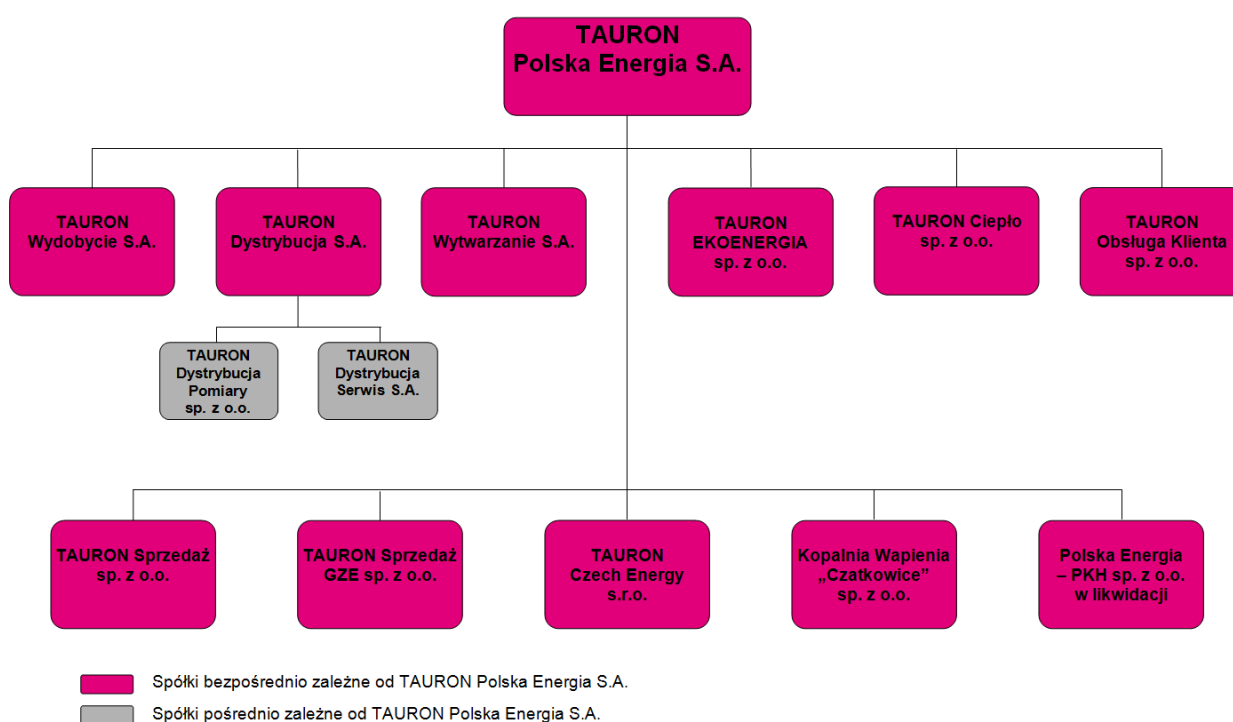 TAURON
Polska Energia S.A.
TAURON
Wydobycie S.A.
TAURON
Dystrybucja S.A.
TAURON
Wytwarzanie S.A.
TAURON
EKOENERGIA
sp. z o.o.
TAURON Ciepło
sp. z o.o.
TAURON
Obsługa Klienta
sp. z o.o.
TAURON
Dystrybucja
Pomiary
sp. z o.o.
TAURON
Dystrybucja
Serwis S.A.
TAURON Sprzedaż
sp. z o.o.
TAURON Sprzedaż
GZE sp. z o.o.
TAURON
Czech Energy
s.r.o.
Kopalnia Wapienia
„Czatkowice”
sp. z o.o.
Polska Energia
– PKH sp. z o.o.
w likwidacji
Spółki bezpośrednio zależne od TAURON Polska Energia S.A.
Spółki pośrednio zależne od TAURON Polska Energia S.A.